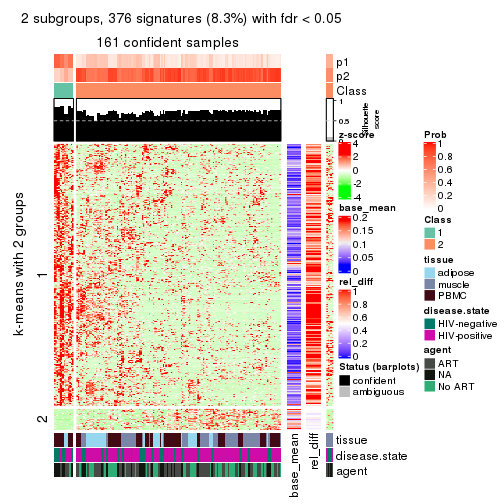 2 subgroups, 376 signatures (8.3%) with fdr < 0.05
161 confident samples
p1
p2
Class
1
0.5
0
Silhouette
score
k-means with 2 groups
1
2
z-score
4
2
0
-2
-4
base_mean
0.2
0.15
0.1
0.05
0
rel_diff
1
0.8
0.6
0.4
0.2
0
Status (barplots)
confident
ambiguous
Prob
1
0.8
0.6
0.4
0.2
0
Class
1
2
tissue
adipose
muscle
PBMC
disease.state
HIV-negative
HIV-positive
agent
ART
NA
No ART
base_mean
rel_diff
tissue
disease.state
agent